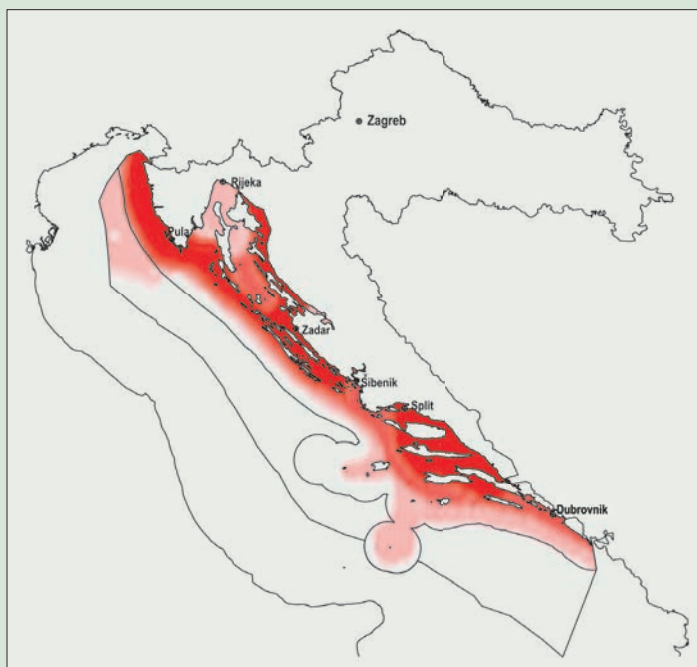 Zagreb
Rijeka
Pula
Zadar
Šibenik
Split
Dubrovnik